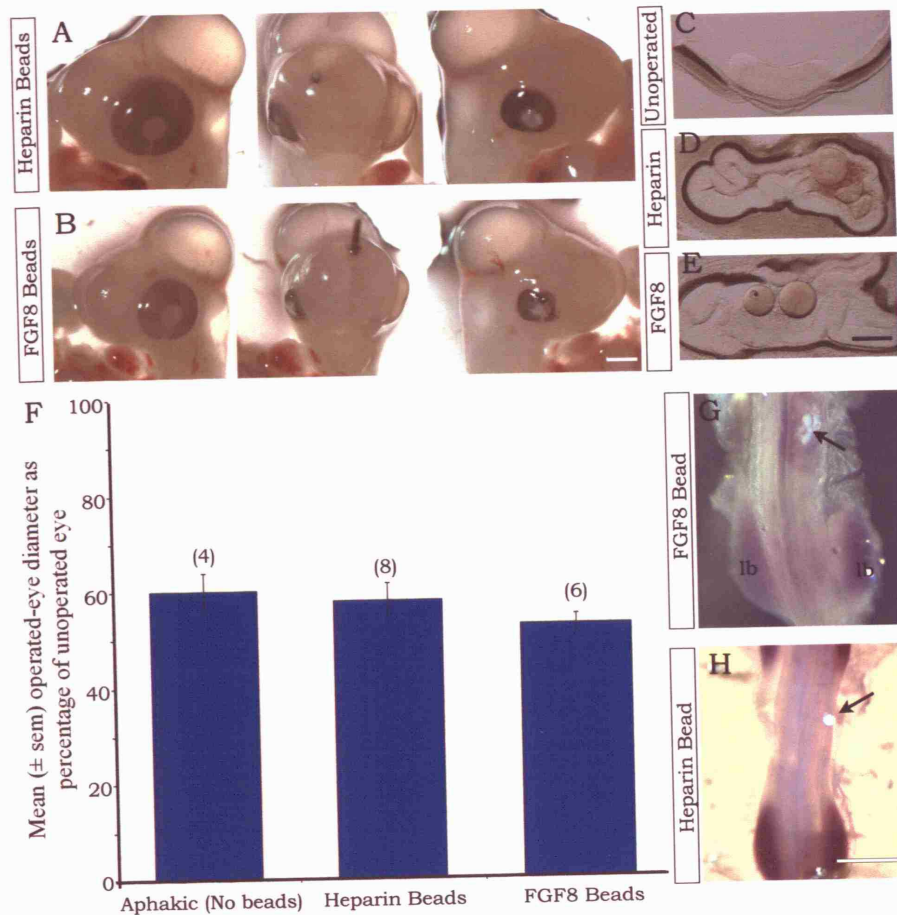 Heparin Beads
A
Unoperated
C
Heparin
D
FGF8 Beads
B
FGF8
E
F
Mean (± sem) operated-eye diameter as
percentage of unoperated eye
100
80
60
40
20
0
(4)
(8)
(6)
Aphakic (No beads)
Heparin Beads
FGF8 Beads
FGF8 Bead
G
lb
lb
Heparin Bead
H